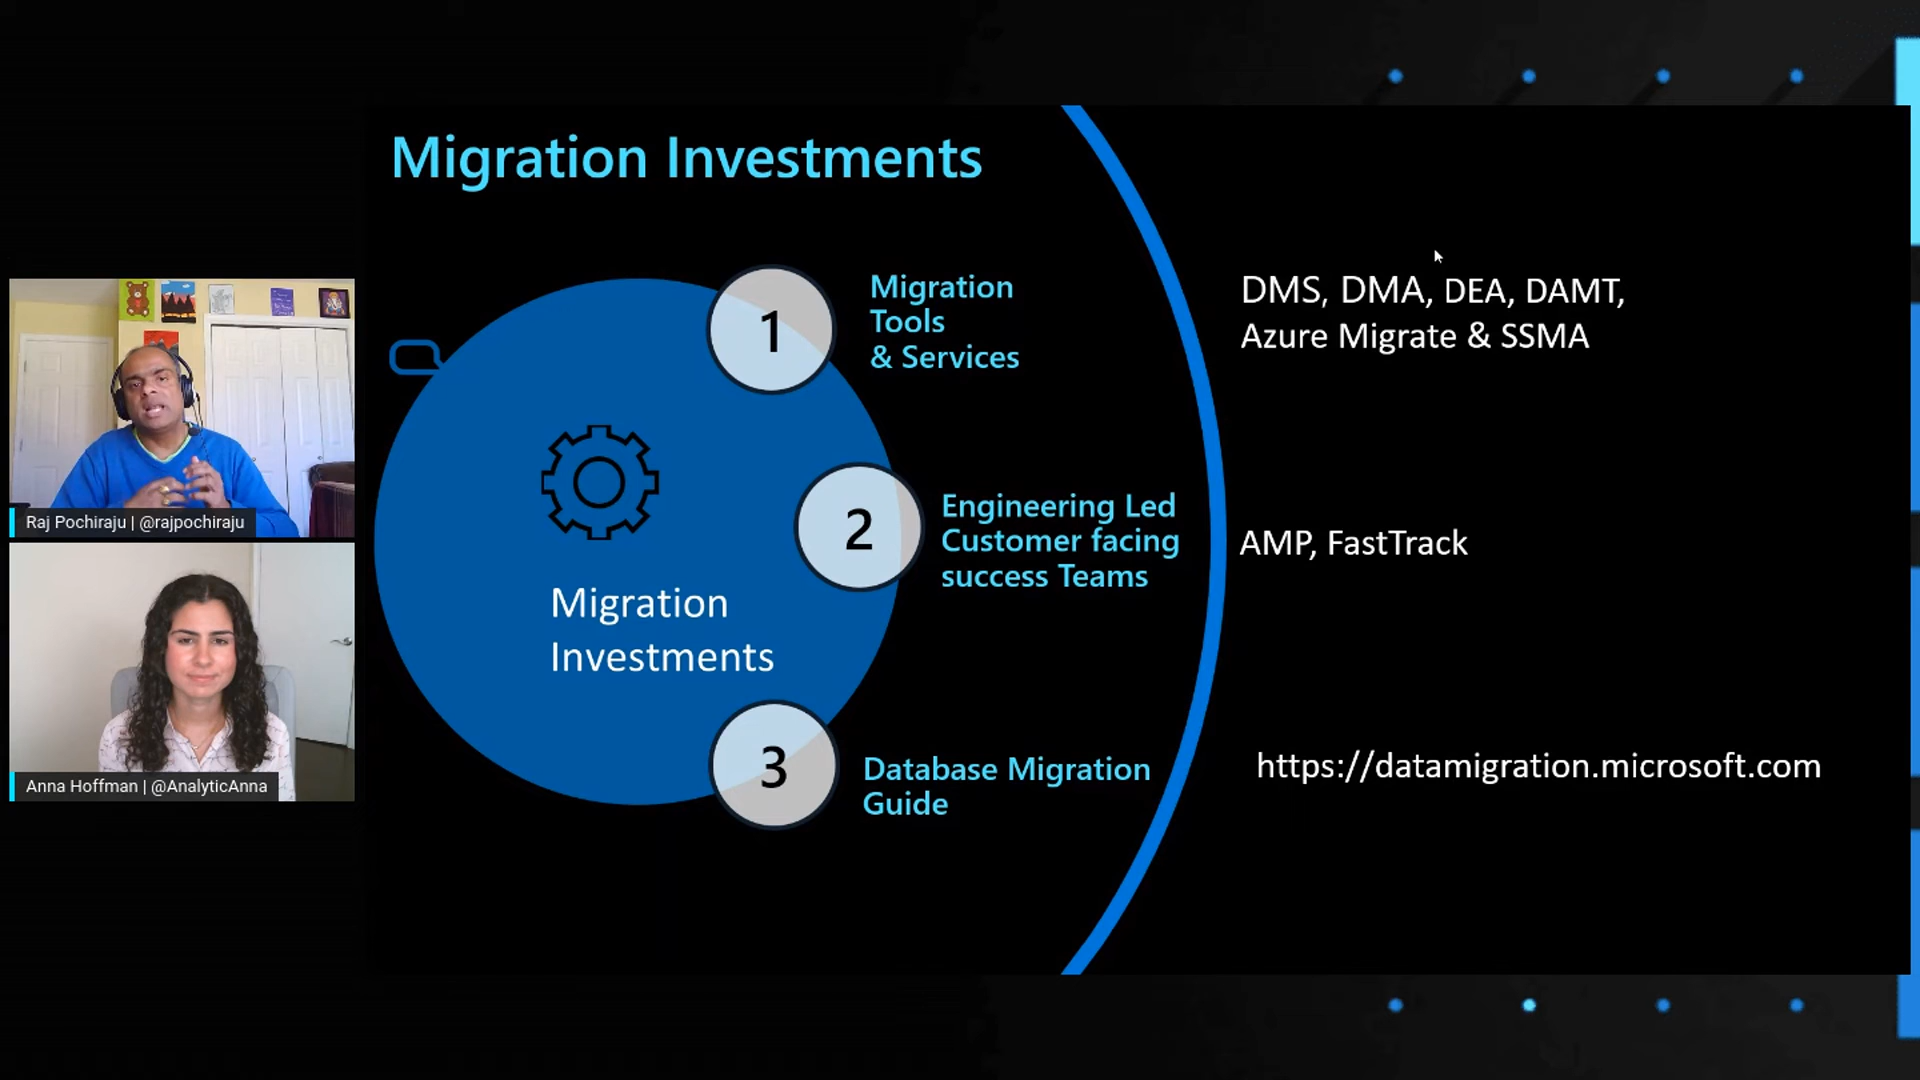 Migration Investments
1
Migration
Tools
& Services
DMS, DMA, DEA, DAMT,
Azure Migrate & SSMA
2
Engineering Led
Customer facing
success Teams
AMP, FastTrack
Migration
Investments
3
Database Migration
Guide
https://datamigration.microsoft.com
Raj Pochiraju | @rajpochiraju
Anna Hoffman | @AnalyticAnna